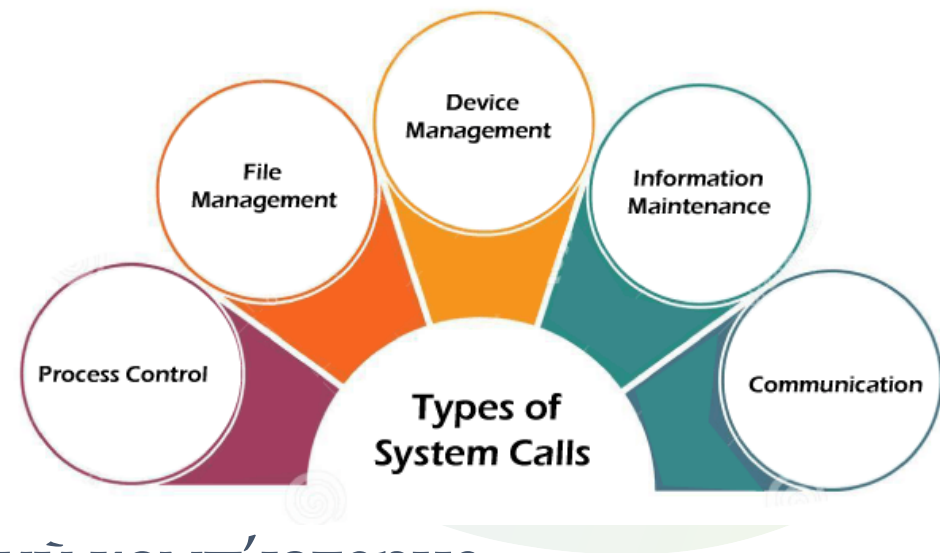 Device
Management
File
Management
Information
Maintenance
Process Control
Communication
Types of
System Calls